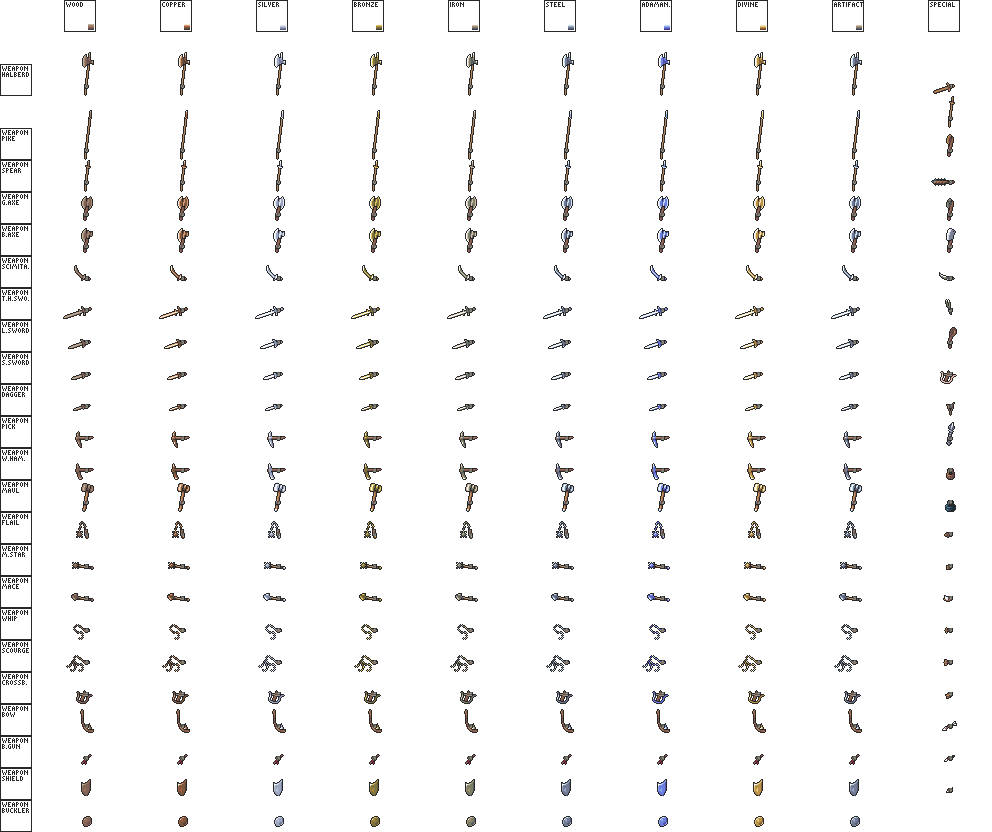 WOOD
COPPER
SILVER
BRONZE
IRON
STEEL
ADAMAN.
DIVINE
ARTIFACT
SPECIAL
WEAPON
HALBERD
WEAPON
PIKE
WEAPON
SPEAR
WEAPON
G.AXE
WEAPON
B.AXE
WEAPON
SCIMITA.
WEAPON
T.H.SWO.
WEAPON
L.SWORD
WEAPON
S.SWORD
WEAPON
DAGGER
WEAPON
PICK
WEAPON
W.HAM.
WEAPON
MAUL
WEAPON
FLAIL
WEAPON
M.STAR
WEAPON
MACE
WEAPON
WHIP
WEAPON
SCOURGE
WEAPON
CROSSB.
WEAPON
BOW
WEAPON
B.GUN
WEAPON
SHIELD
WEAPON
BUCKLER